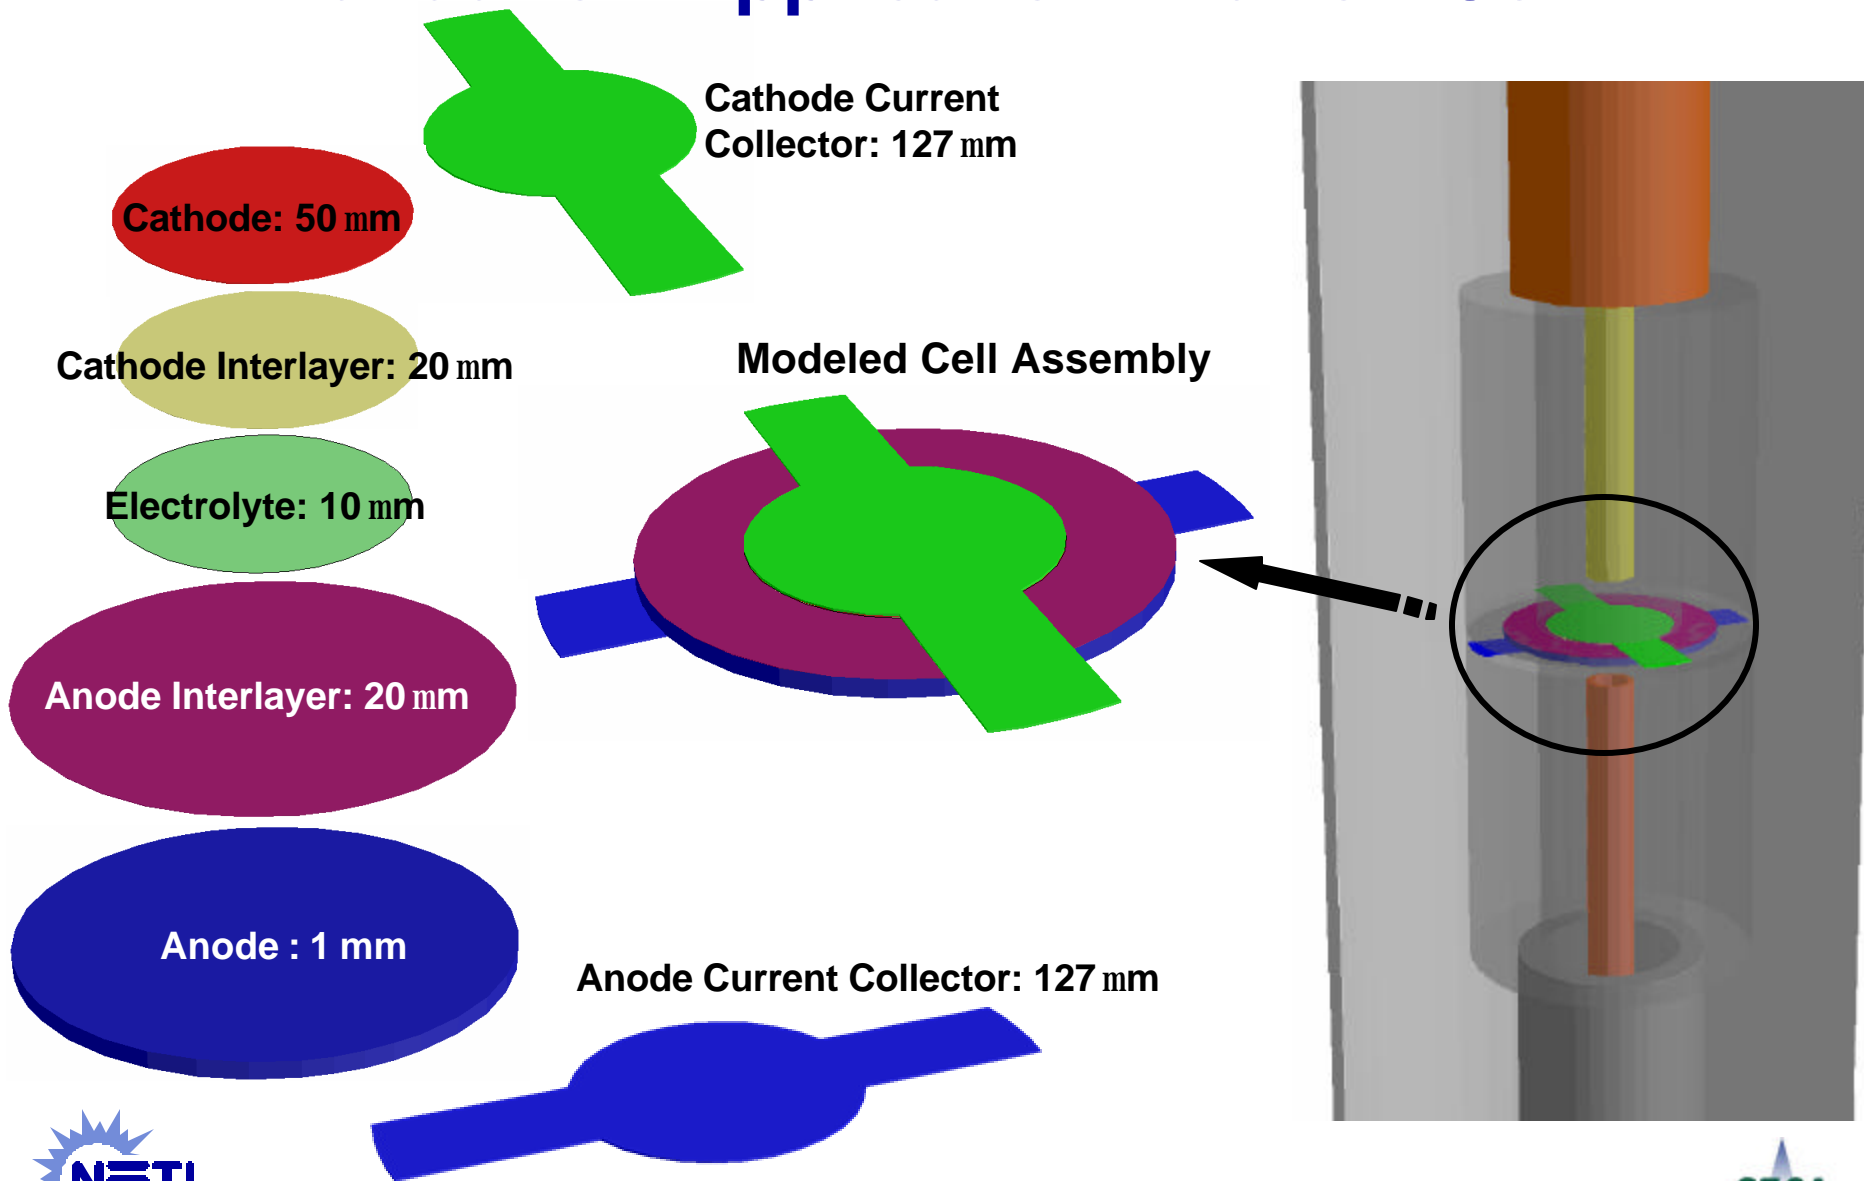 Cathode Current
Collector: 127 mm
Cathode: 50 mm
Cathode Interlayer: 20 mm
Modeled Cell Assembly
Electrolyte: 10 mm
Anode Interlayer: 20 mm
Anode : 1 mm
Anode Current Collector: 127 mm
NETL